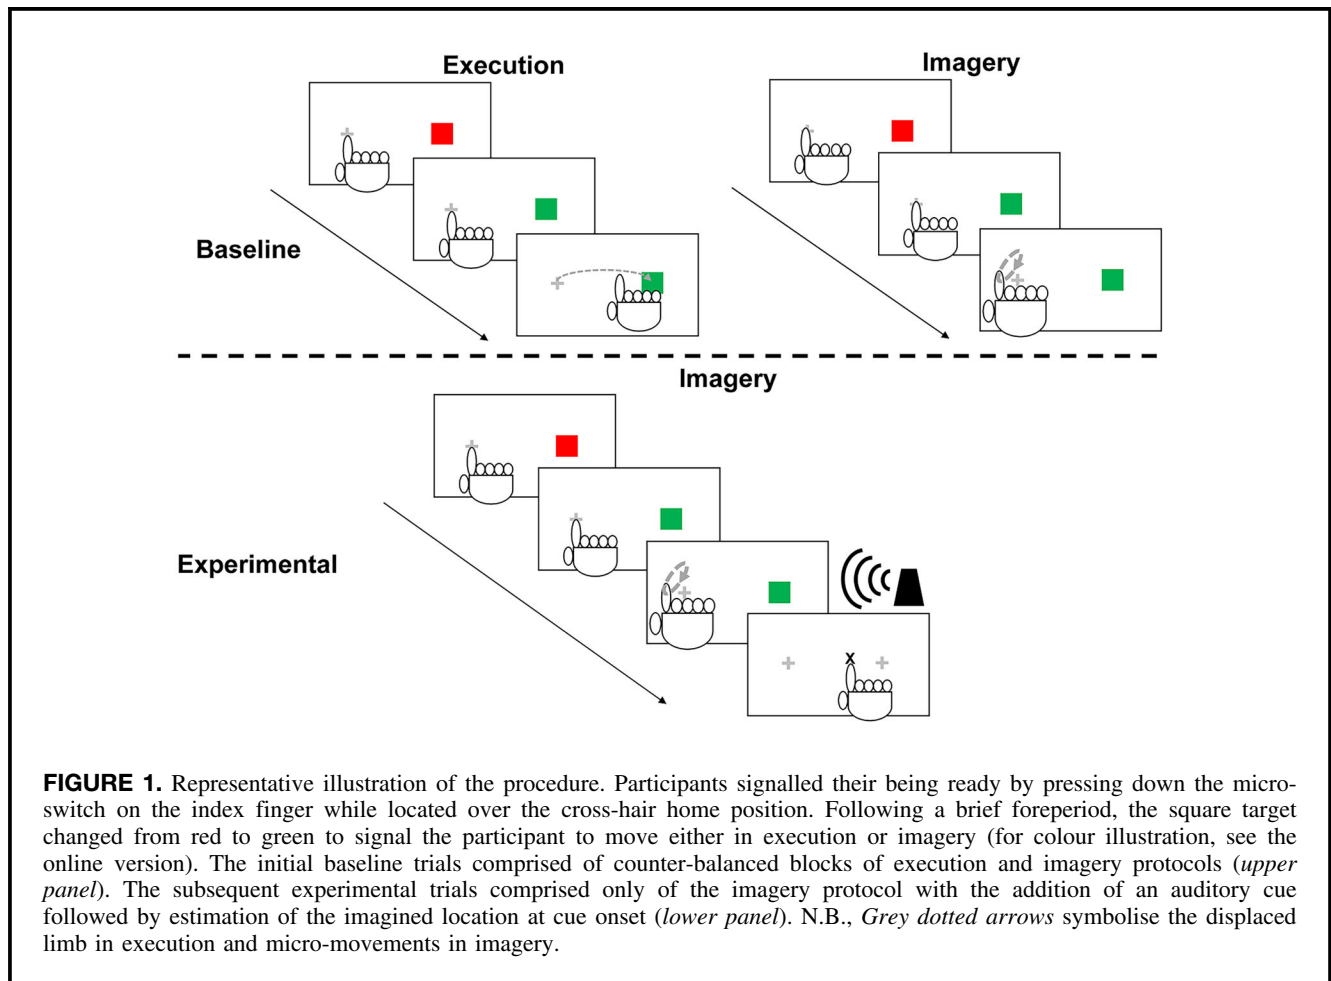 Execution
Imagery
Baseline
Imagery
Experimental
x
FIGURE 1. Representative illustration of the procedure. Participants signalled their being ready by pressing down the micro-
switch on the index finger while located over the cross-hair home position. Following a brief foreperiod, the square target
changed from red to green to signal the participant to move either in execution or imagery (for colour illustration, see the
online version). The initial baseline trials comprised of counter-balanced blocks of execution and imagery protocols (upper
panel). The subsequent experimental trials comprised only of the imagery protocol with the addition of an auditory cue
followed by estimation of the imagined location at cue onset (lower panel). N.B., Grey dotted arrows symbolise the displaced
limb in execution and micro-movements in imagery.